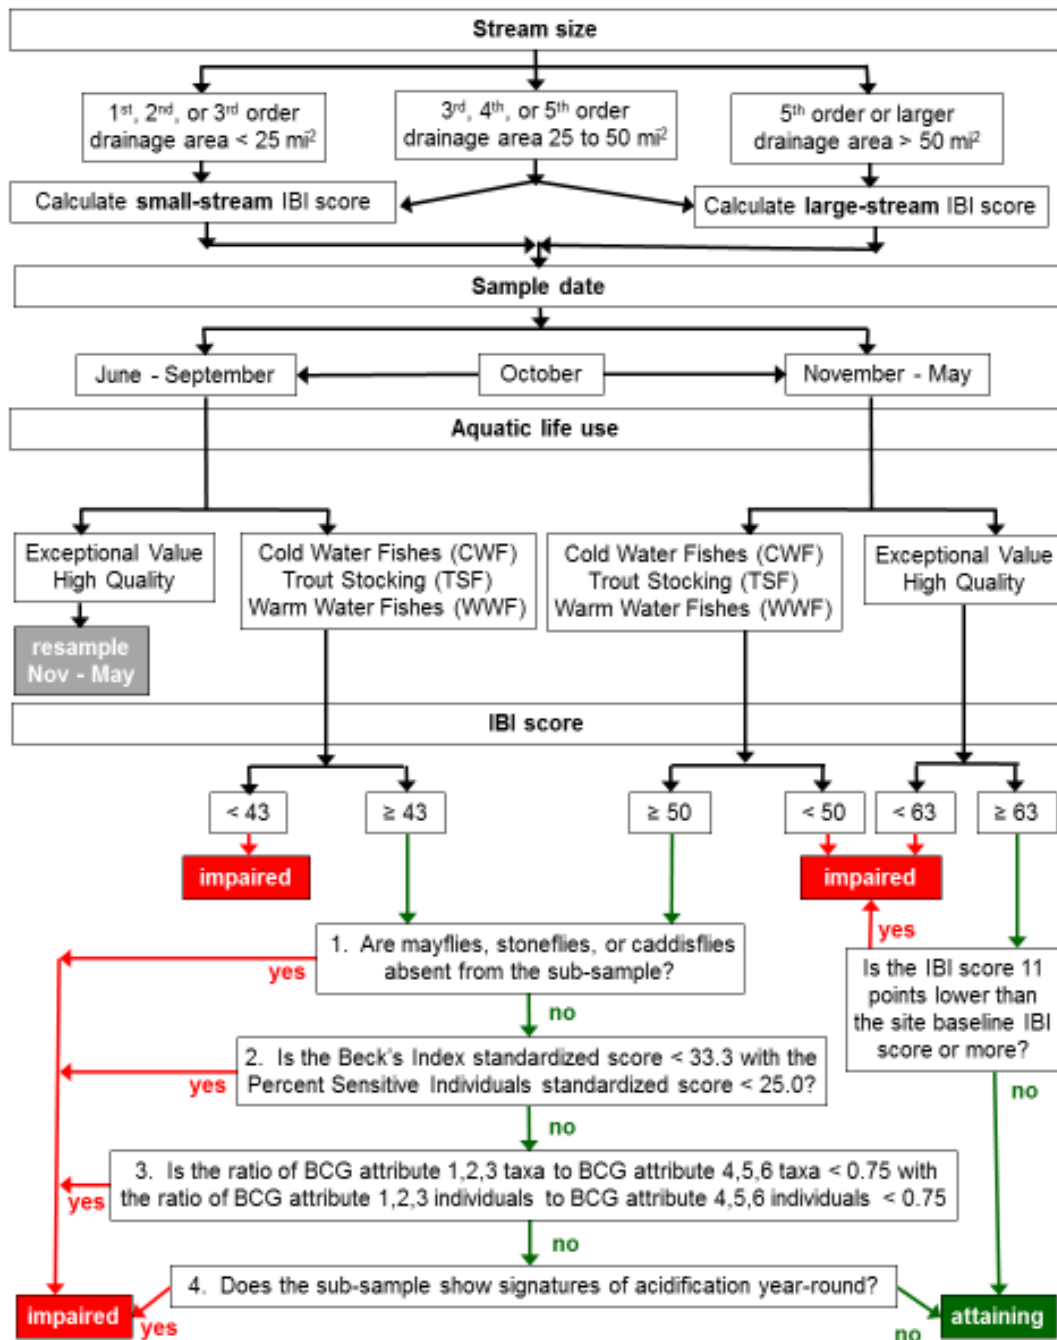 Stream size
1st, 2nd, or 3rd order
drainage area < 25 mi²
3rd, 4th, or 5th order
drainage area 25 to 50 mi²
5th order or larger
drainage area > 50 mi²
Calculate small-stream IBI score
Calculate large-stream IBI score
Sample date
June - September
October
November - May
Aquatic life use
Exceptional Value
High Quality
Cold Water Fishes (CWF)
Trout Stocking (TSF)
Warm Water Fishes (WWF)
Cold Water Fishes (CWF)
Trout Stocking (TSF)
Warm Water Fishes (WWF)
Exceptional Value
High Quality
resample
Nov - May
IBI score
< 43
≥ 43
≥ 50
< 50
< 63
≥ 63
impaired
impaired
1. Are mayflies, stoneflies, or caddisflies
absent from the sub-sample?
yes
no
yes
Is the IBI score 11
points lower than
the site baseline IBI
score or more?
no
2. Is the Beck's Index standardized score < 33.3 with the
Percent Sensitive Individuals standardized score < 25.0?
yes
no
3. Is the ratio of BCG attribute 1,2,3 taxa to BCG attribute 4,5,6 taxa < 0.75 with
the ratio of BCG attribute 1,2,3 individuals to BCG attribute 4,5,6 individuals < 0.75
yes
no
4. Does the sub-sample show signatures of acidification year-round?
impaired
yes
no
attaining